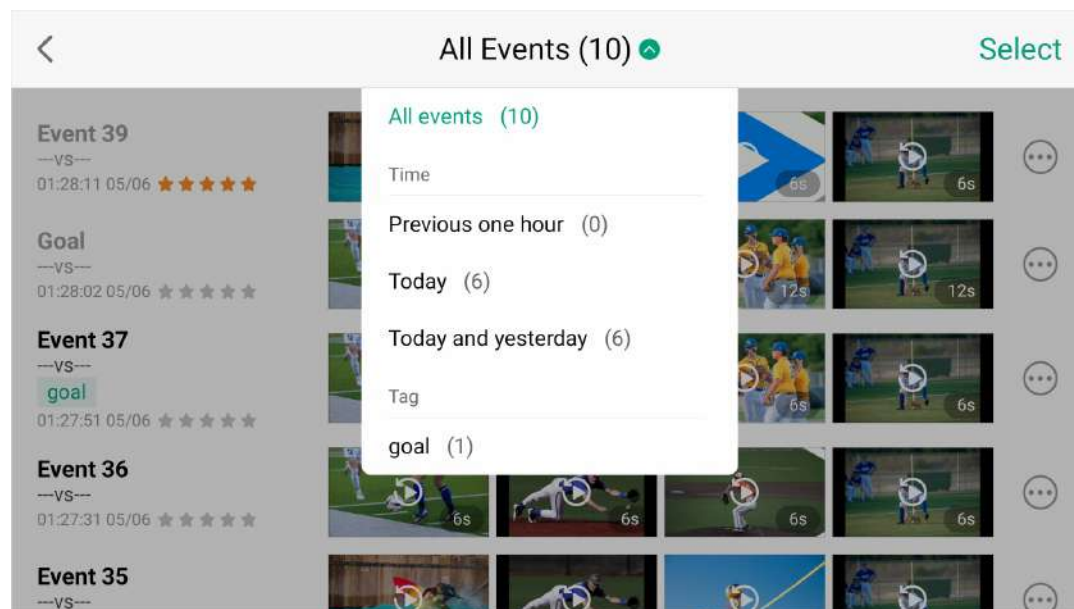 All Events (10)
Select
All events (10)
Time
Previous one hour (0)
Today (6)
Today and yesterday (6)
Tag
goal (1)
Event 39
---vs---
01:28:11 05/06
6s
6s
Goal
---vs---
01:28:02 05/06
12s
12s
Event 37
---vs---
goal
01:27:51 05/06
6s
6s
Event 36
---vs---
01:27:31 05/06
6s
6s
6s
6s
Event 35
---vs---